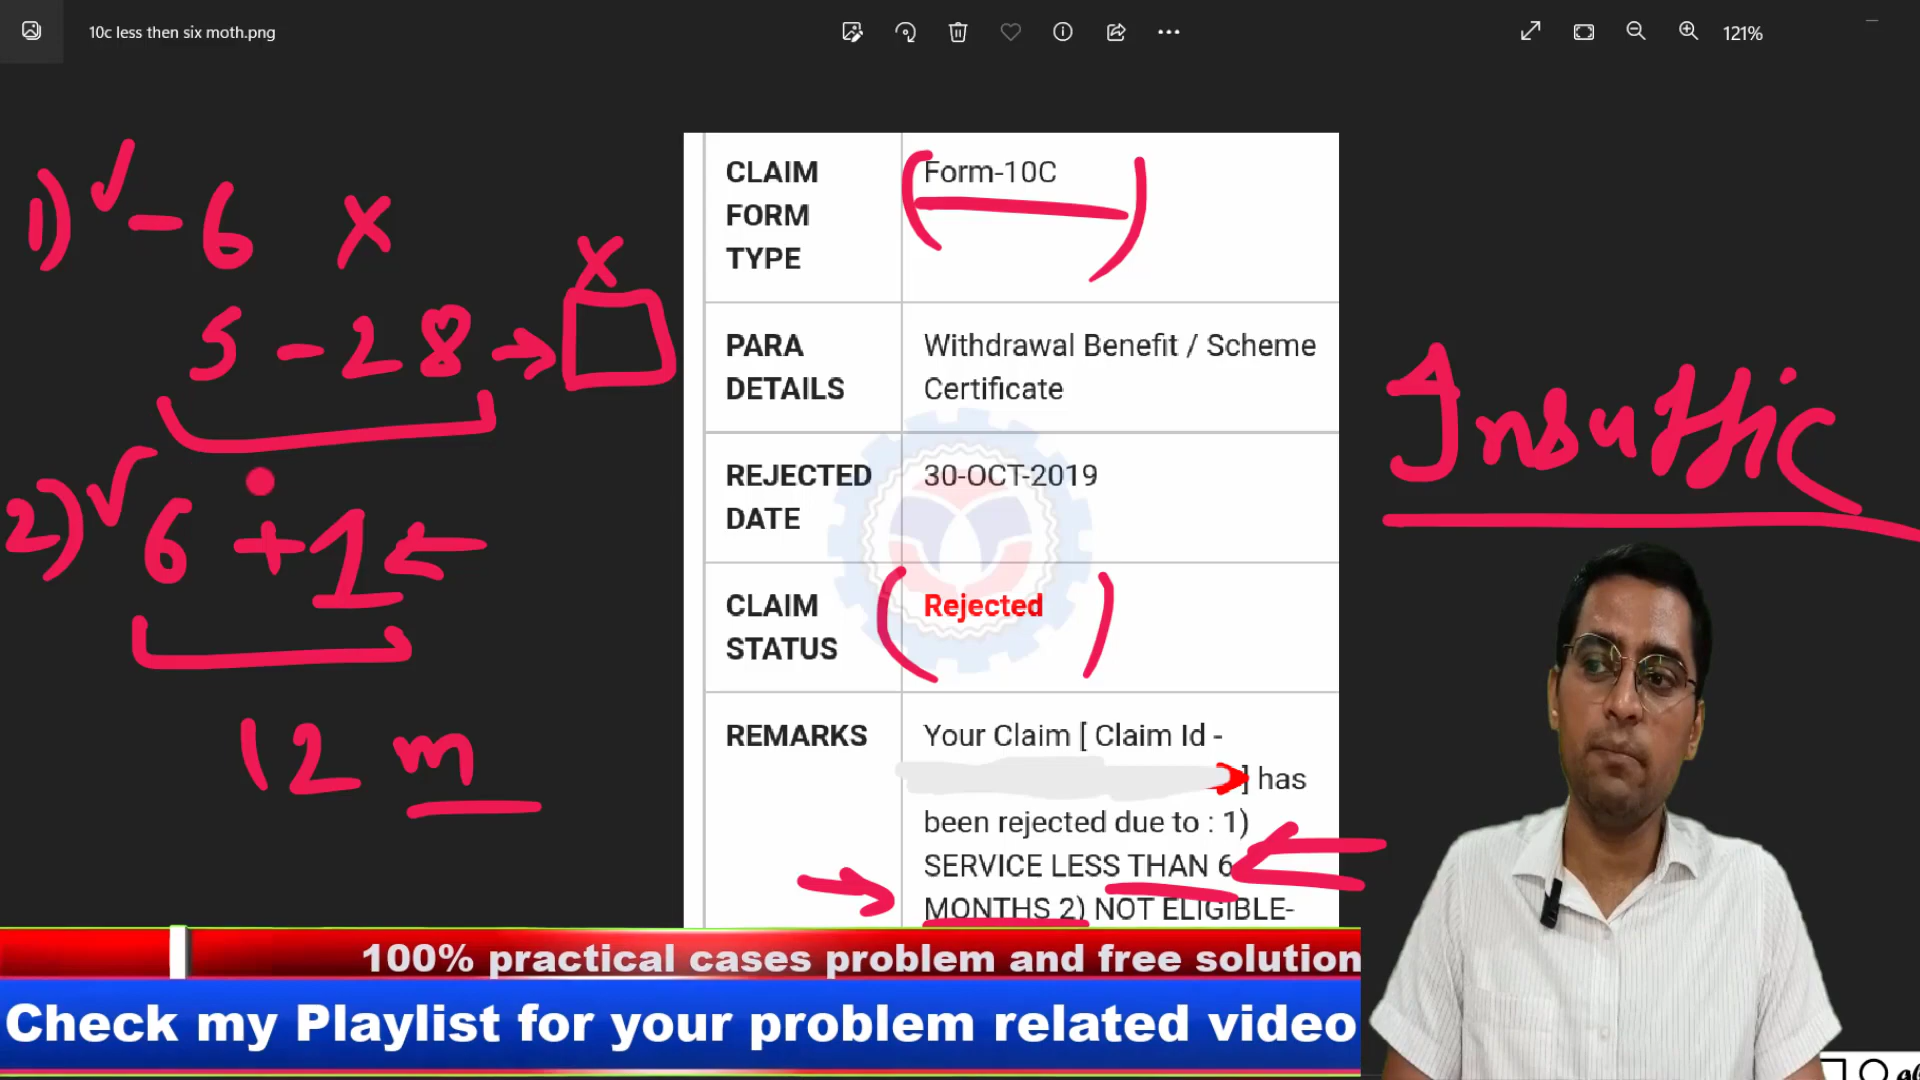 10c less then six moth.png
121%
1) - 6 X
X
5 - 28
2) 6 + 1
12 m
CLAIM FORM TYPE
Form-10C
PARA DETAILS
Withdrawal Benefit / Scheme
Certificate
REJECTED DATE
30-OCT-2019
CLAIM STATUS
Rejected
REMARKS
Your Claim [ Claim Id -
] has
been rejected due to : 1)
SERVICE LESS THAN 6
MONTHS 2) NOT ELIGIBLE-
Insuffic
100% practical cases problem and free solution
Check my Playlist for your problem related video